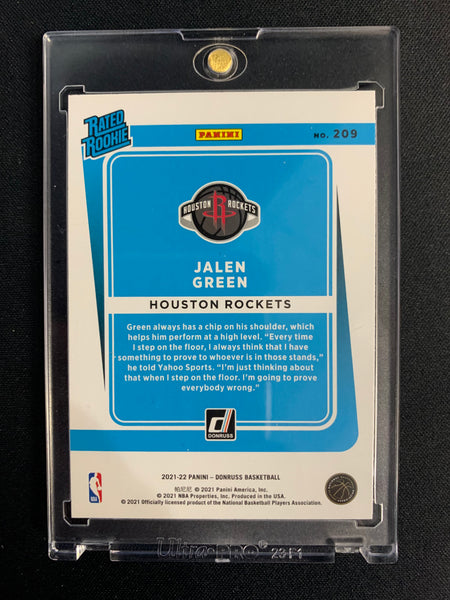 RATED
ROOKIE
PANINI
NO. 209
HOUSTON ROCKETS
JALEN
GREEN
HOUSTON ROCKETS
Green always has a chip on his shoulder, which
helps him perform at a high level. “Every time
I step on the floor, I always think that I have
something to prove to whoever is in those stands,”
he told Yahoo Sports. “I’m just thinking about
that when I step on the floor. I’m going to prove
everybody wrong.”
DONRUSS
2021-22 PANINI – DONRUSS BASKETBALL
帕尼尼 © 2021 Panini America, Inc.
© 2021 NBA Properties, Inc. Produced in the USA.
© 2021 Officially licensed product of the National Basketball Players Association.
NBA
Ultra·PRO®